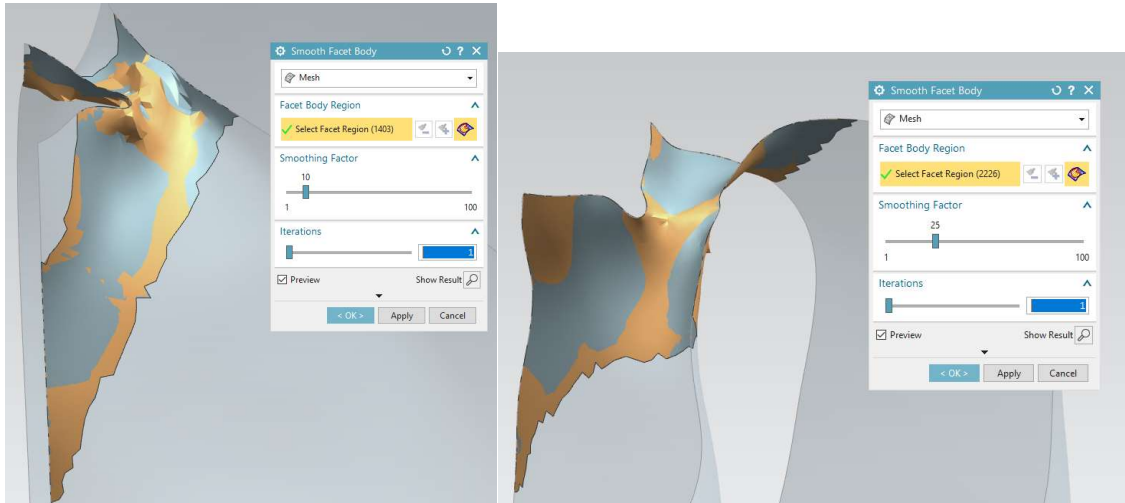 Smooth Facet Body
Mesh
Facet Body Region
Select Facet Region (1403)
Smoothing Factor
10
1 100
Iterations
1
Preview
Show Result
< OK >
Apply
Cancel
Smooth Facet Body
Mesh
Facet Body Region
Select Facet Region (2226)
Smoothing Factor
25
1 100
Iterations
1
Preview
Show Result
< OK >
Apply
Cancel